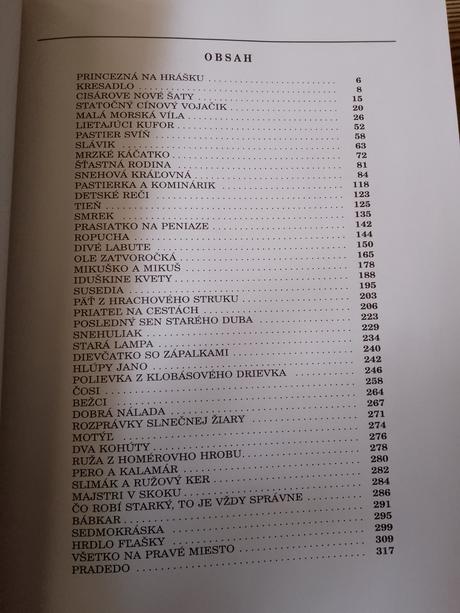 OBSAH
PRINCEZNÁ NA HRÁŠKU 6
KRESADLO 8
CISÁROVE NOVÉ ŠATY 15
STATOČNÝ CÍNOVÝ VOJAČIK 20
MALÁ MORSKÁ VÍLA 26
LIETAJÚCI KUFOR 52
PASTIER SVÍŇ 58
SLÁVIK 63
MRZKÉ KÁČATKO 72
ŠŤASTNÁ RODINA 81
SNEHOVÁ KRÁĽOVNÁ 84
PASTIERKA A KOMINÁRIK 118
DETSKÉ REČI 123
TIEŇ 125
SMREK 135
PRASIATKO NA PENIAZE 142
ROPUCHA 144
DIVÉ LABUTE 150
OLE ZATVOROČKÁ 165
MIKUŠKO A MIKUŠ 178
IDUŠKINE KVETY 188
SUSEDIA 195
PÄŤ Z HRACHOVÉHO STRUKU 203
PRIATEĽ NA CESTÁCH 206
POSLEDNÝ SEN STARÉHO DUBA 223
SNEHULIAK 229
STARÁ LAMPA 234
DIEVČATKO SO ZÁPALKAMI 240
HLÚPY JANO 242
POLIEVKA Z KLOBÁSOVÉHO DRIEVKA 246
ČOSI 258
BEŽCI 264
DOBRÁ NÁLADA 267
ROZPRÁVKY SLNEČNEJ ŽIARY 271
MOTÝĽ 274
DVA KOHÚTY 276
RUŽA Z HOMÉROVHO HROBU 278
PERO A KALAMÁR 280
SLIMÁK A RUŽOVÝ KER 282
MAJSTRI V SKOKU 284
ČO ROBÍ STARKÝ, TO JE VŽDY SPRÁVNE 286
BÁBKAR 291
SEDMOKRÁSKA 295
HRDLO FĽAŠKY 299
VŠETKO NA PRAVÉ MIESTO 309
PRADEDO 317